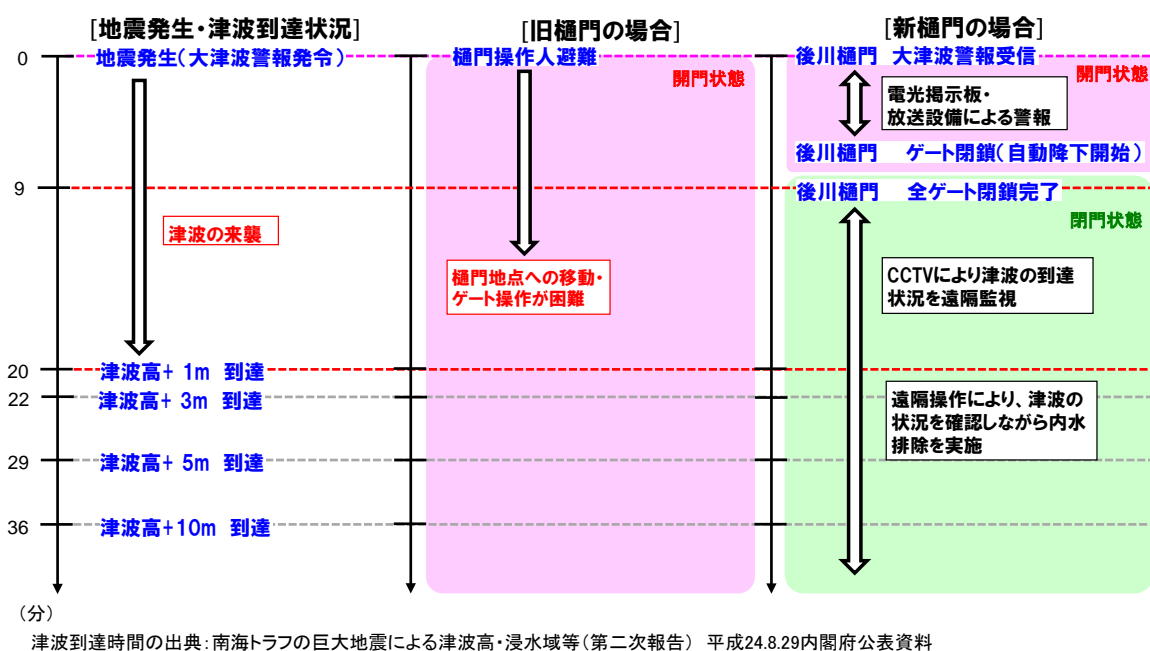 [地震発生・津波到達状況]
[旧樋門の場合]
[新樋門の場合]
0
地震発生(大津波警報発令)
樋門操作人避難
開門状態
後川樋門 大津波警報受信
開門状態
電光掲示板・
放送設備による警報
後川樋門 ゲート閉鎖(自動降下開始)
9
後川樋門 全ゲート閉鎖完了
閉門状態
津波の来襲
樋門地点への移動・
ゲート操作が困難
CCTVにより津波の到達
状況を遠隔監視
20
津波高+ 1m 到達
22
津波高+ 3m 到達
遠隔操作により、津波の
状況を確認しながら内水
排除を実施
29
津波高+ 5m 到達
36
津波高+10m 到達
(分)
津波到達時間の出典:南海トラフの巨大地震による津波高・浸水域等(第二次報告) 平成24.8.29内閣府公表資料